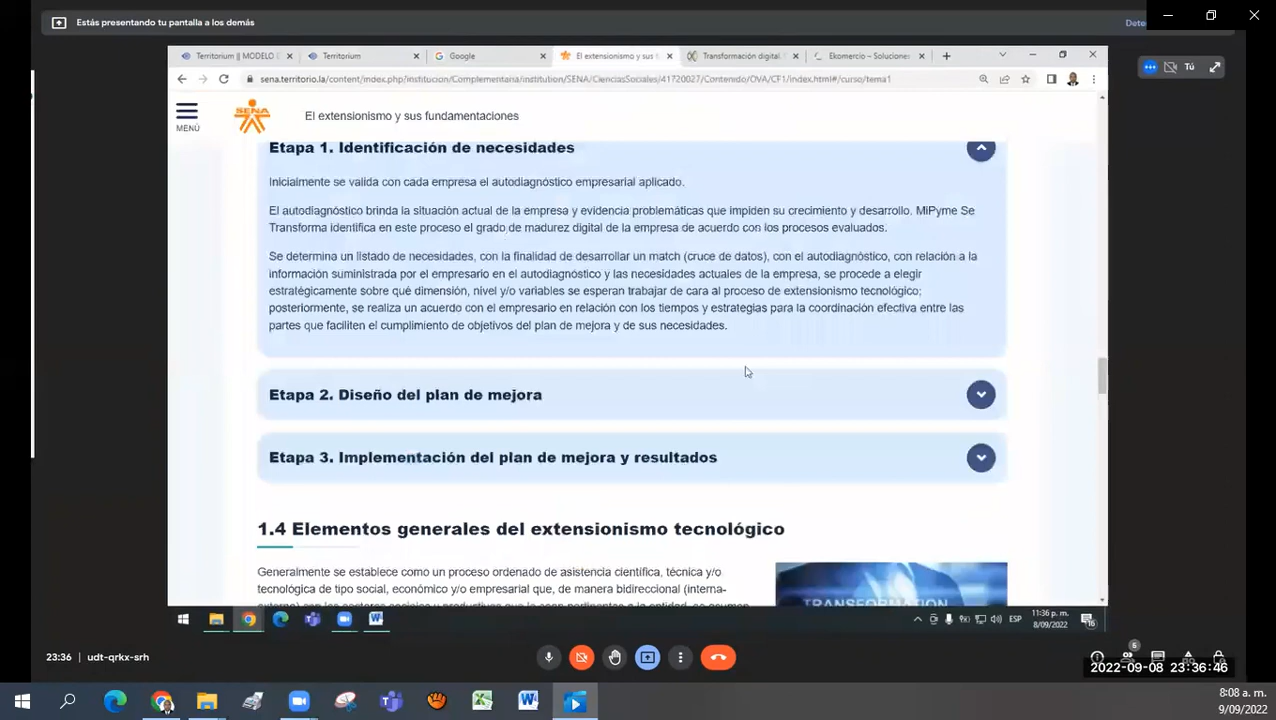 Estás presentando tu pantalla a los demás
Territorium || MODELO
Territorium
Google
El extensionismo y sus
Transformación digital.
Ekomercio – Soluciones
sena.territorio.la/content/index.php/institucion/Complementaria/institution/SENA/CienciasSociales/41720027/Contenido/OVA/CF1/index.html#/curso/tema1
Tú
MENÚ
SENA
El extensionismo y sus fundamentaciones
Etapa 1. Identificación de necesidades
Inicialmente se valida con cada empresa el autodiagnóstico empresarial aplicado.
El autodiagnóstico brinda la situación actual de la empresa y evidencia problemáticas que impiden su crecimiento y desarrollo. MiPyme Se
Transforma identifica en este proceso el grado de madurez digital de la empresa de acuerdo con los procesos evaluados.
Se determina un listado de necesidades, con la finalidad de desarrollar un match (cruce de datos), con el autodiagnóstico, con relación a la
información suministrada por el empresario en el autodiagnóstico y las necesidades actuales de la empresa, se procede a elegir
estratégicamente sobre qué dimensión, nivel y/o variables se esperan trabajar de cara al proceso de extensionismo tecnológico;
posteriormente, se realiza un acuerdo con el empresario en relación con los tiempos y estrategias para la coordinación efectiva entre las
partes que faciliten el cumplimiento de objetivos del plan de mejora y de sus necesidades.
Etapa 2. Diseño del plan de mejora
Etapa 3. Implementación del plan de mejora y resultados
1.4 Elementos generales del extensionismo tecnológico
Generalmente se establece como un proceso ordenado de asistencia científica, técnica y/o
tecnológica de tipo social, económico y/o empresarial que, de manera bidireccional (interna-
TRANSFORMATION
ESP
11:36 p. m.
8/09/2022
16
23:36
udt-qrkx-srh
6
2022-09-08 23:36:46
8:08 a. m.
9/09/2022